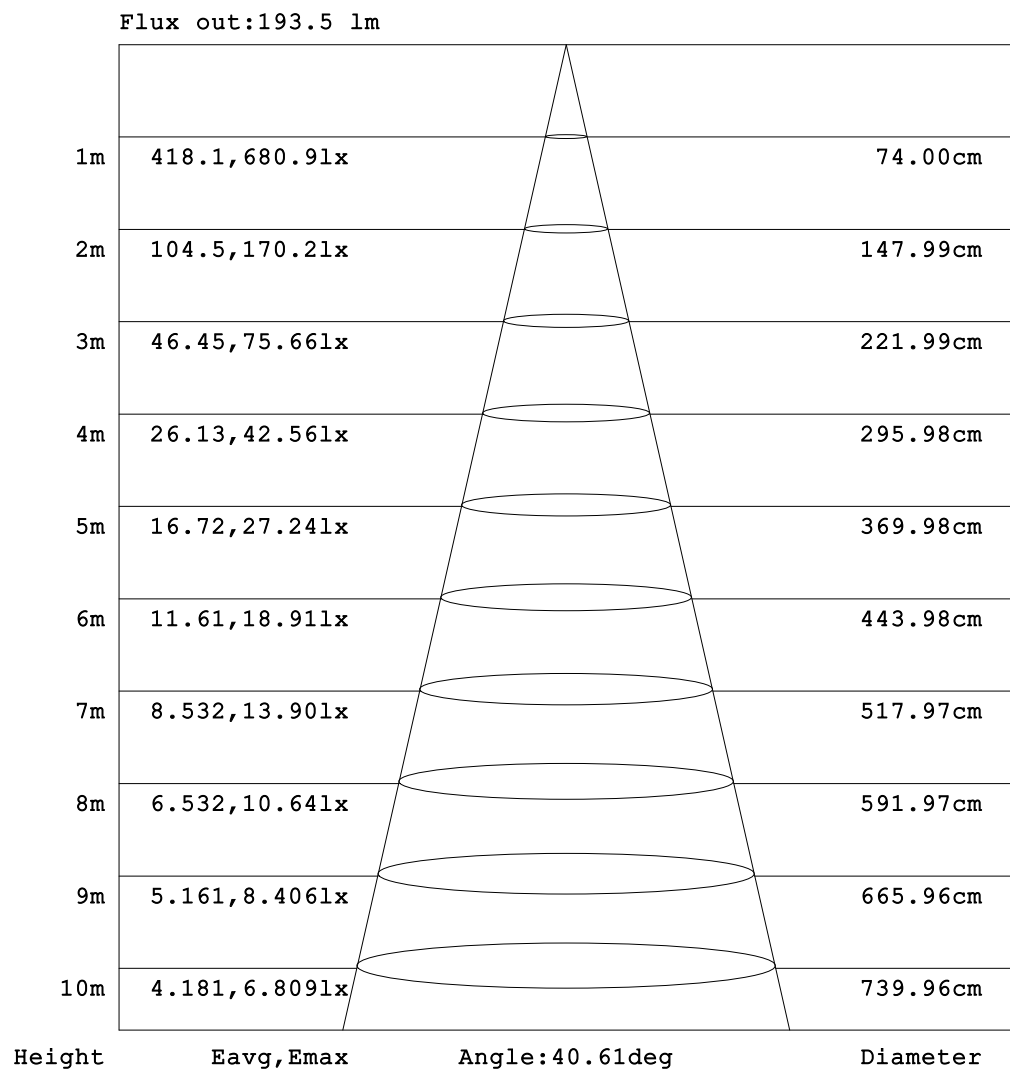 Flux out:193.5 lm
1m 418.1,680.9lx 74.00cm
2m 104.5,170.2lx 147.99cm
3m 46.45,75.66lx 221.99cm
4m 26.13,42.56lx 295.98cm
5m 16.72,27.24lx 369.98cm
6m 11.61,18.91lx 443.98cm
7m 8.532,13.90lx 517.97cm
8m 6.532,10.64lx 591.97cm
9m 5.161,8.406lx 665.96cm
10m 4.181,6.809lx 739.96cm
Height Eavg,Emax Angle:40.61deg Diameter